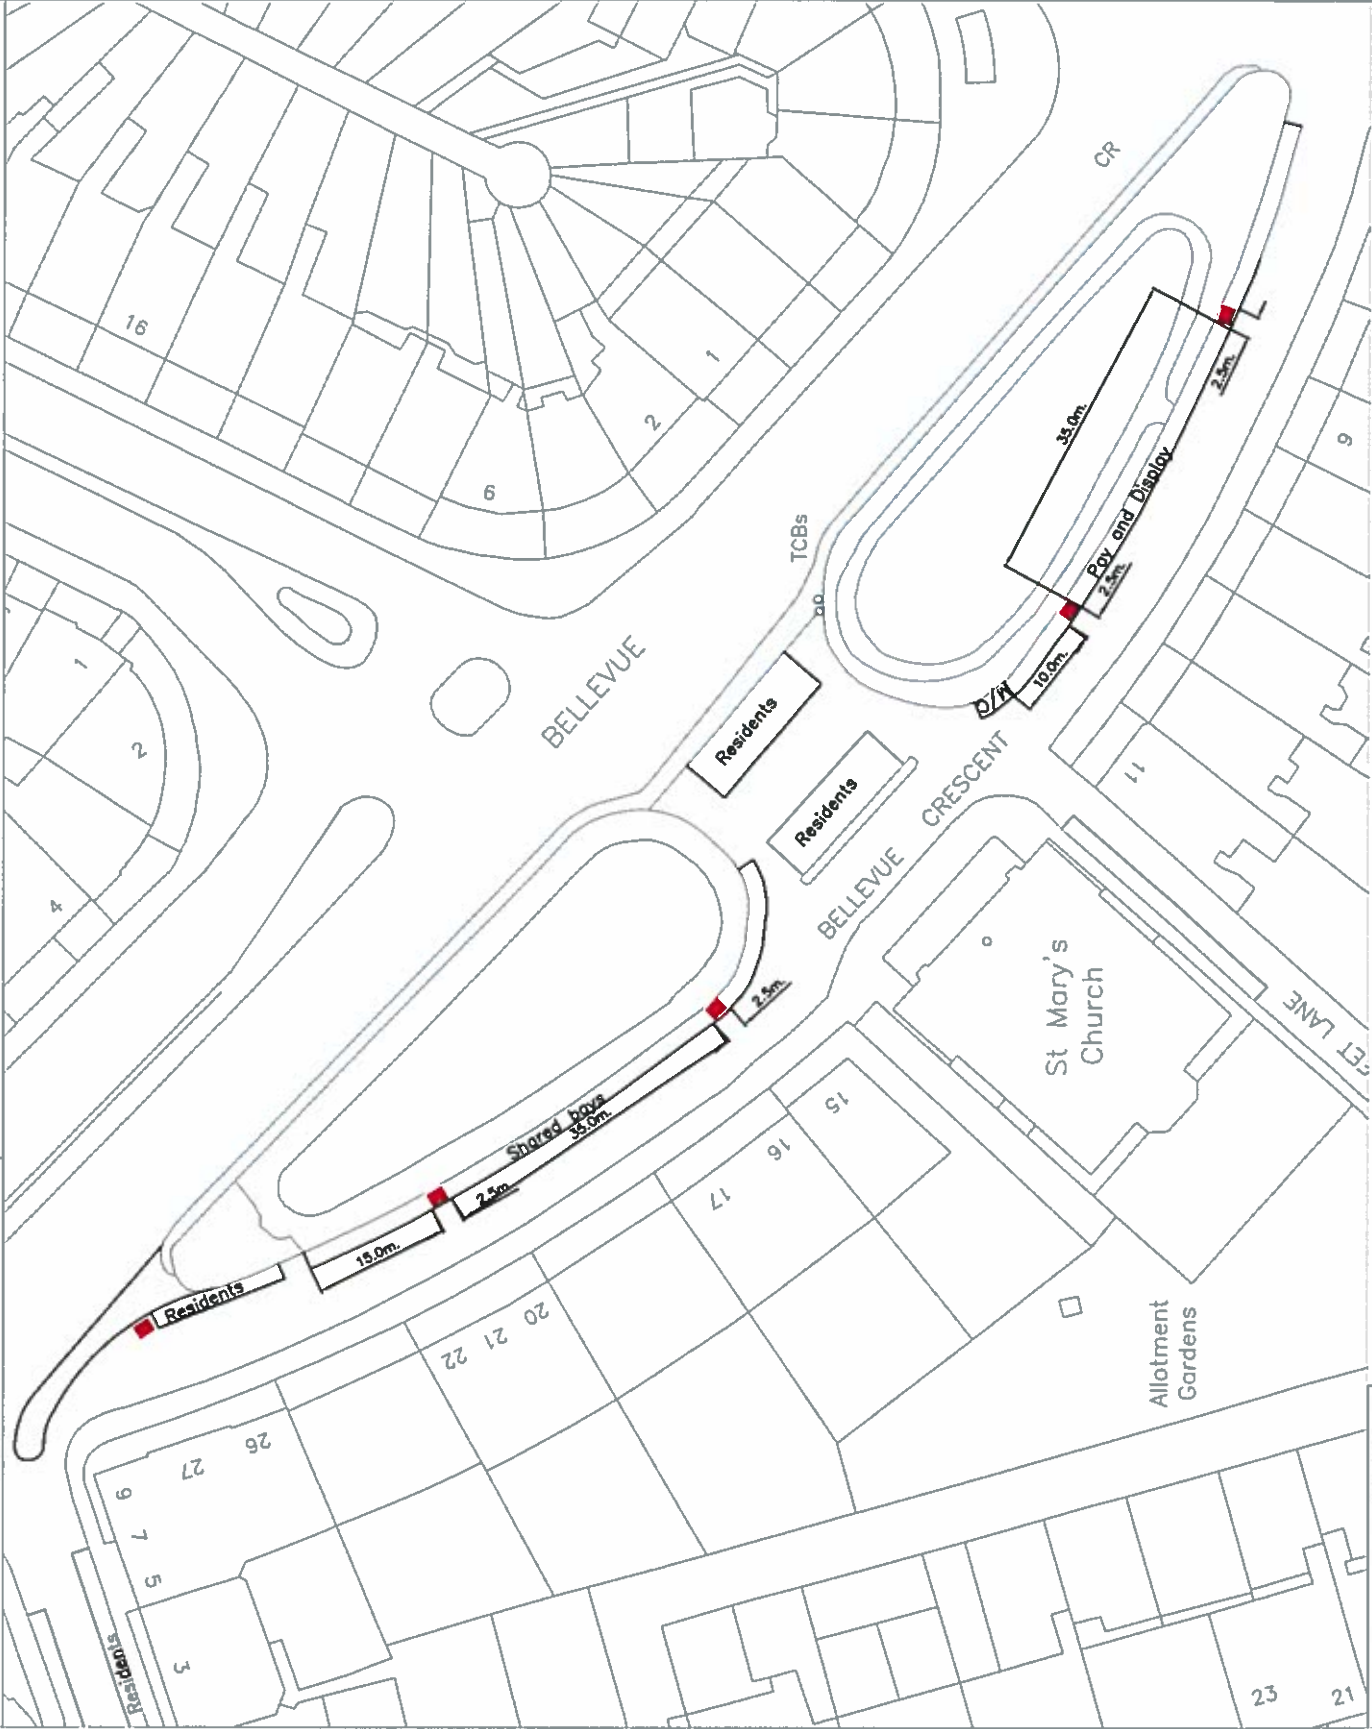 CR
16
1
2
6
35.0m.
2.5m.
9
Pay and Display
2.5m.
TCBs
BELLEVUE
1
2
4
Residents
10.0m.
M/C
Residents
BELLEVUE CRESCENT
11
St Mary's
Church
LANE
2.5m.
Shared bays
35.0m.
2.5m.
15
16
17
15.0m.
Residents
20
21
22
26
27
9
7
5
3
Residents
Allotment
Gardens
23
21